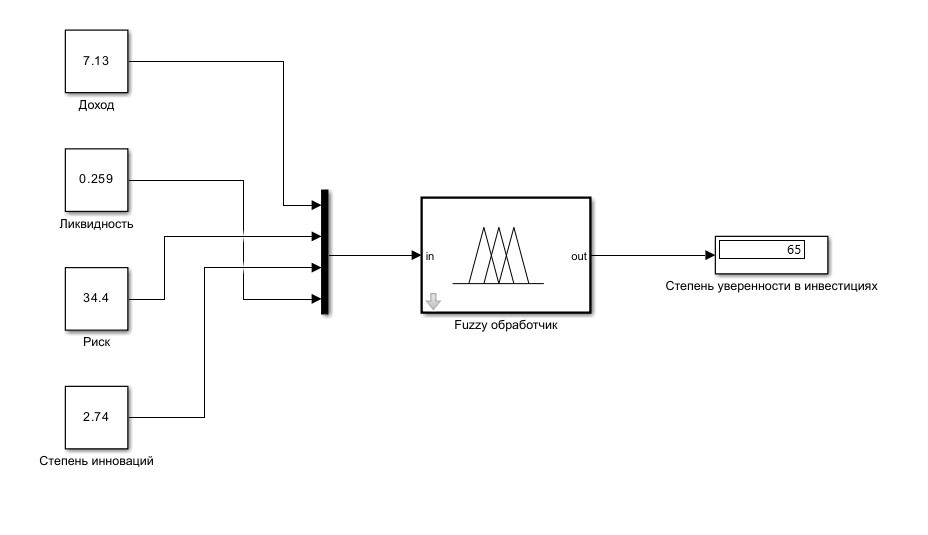 7.13
Доход
0.259
Ликвидность
34.4
Риск
2.74
Степень инноваций
in
out
Fuzzy обработчик
65
Степень уверенности в инвестициях